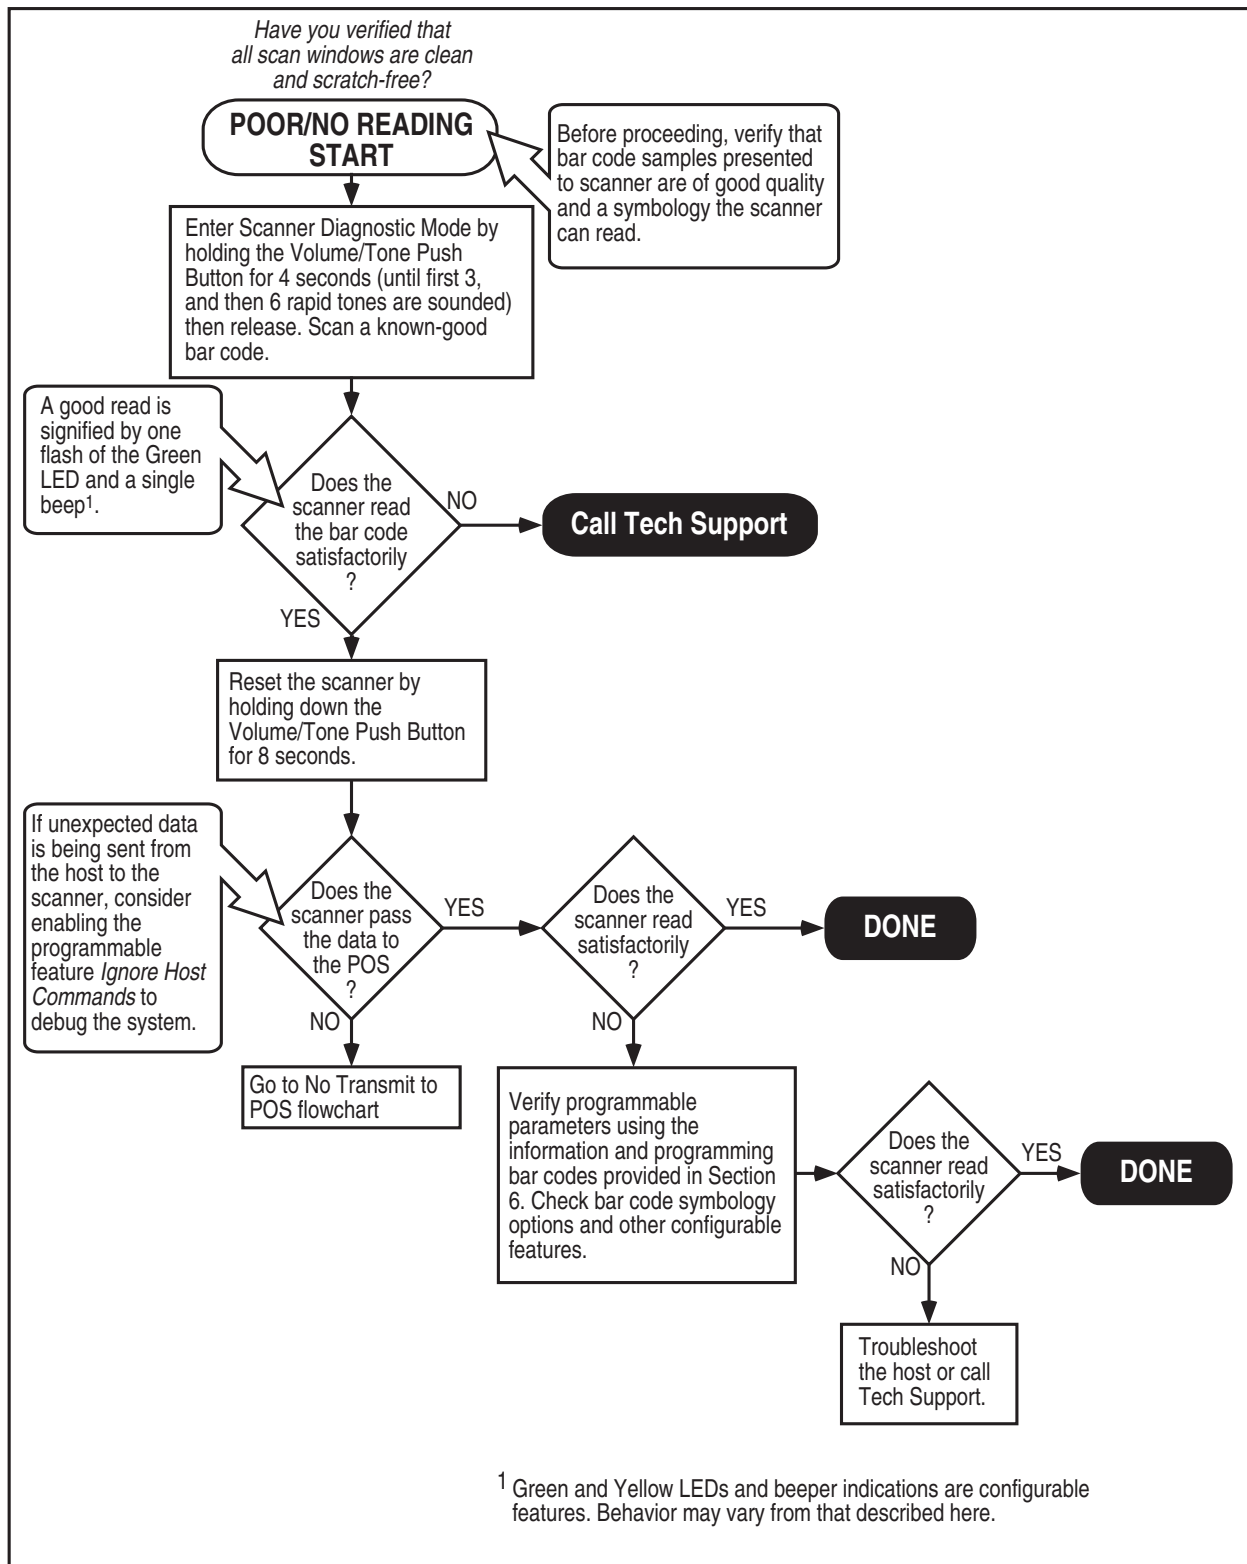 Have you verified that
all scan windows are clean
and scratch-free?
POOR/NO READING
START
Before proceeding, verify that
bar code samples presented
to scanner are of good quality
and a symbology the scanner
can read.
Enter Scanner Diagnostic Mode by
holding the Volume/Tone Push
Button for 4 seconds (until first 3,
and then 6 rapid tones are sounded)
then release. Scan a known-good
bar code.
A good read is
signified by one
flash of the Green
LED and a single
beep¹.
Does the
scanner read
the bar code
satisfactorily
?
NO
Call Tech Support
YES
Reset the scanner by
holding down the
Volume/Tone Push Button
for 8 seconds.
If unexpected data
is being sent from
the host to the
scanner, consider
enabling the
programmable
feature Ignore Host
Commands to
debug the system.
Does the
scanner pass
the data to
the POS
?
YES
Does the
scanner read
satisfactorily
?
YES
DONE
NO
Go to No Transmit to
POS flowchart
NO
Verify programmable
parameters using the
information and programming
bar codes provided in Section
6. Check bar code symbology
options and other configurable
features.
Does the
scanner read
satisfactorily
?
YES
DONE
NO
Troubleshoot
the host or call
Tech Support.
¹ Green and Yellow LEDs and beeper indications are configurable
features. Behavior may vary from that described here.